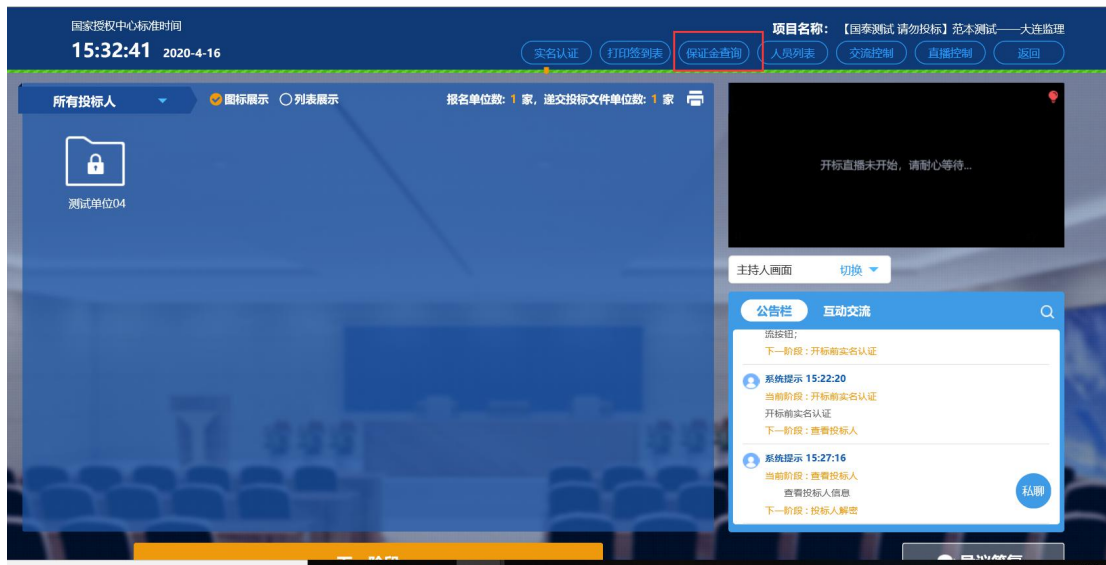 国家授权中心标准时间
15:32:41 2020-4-16
项目名称: 【国泰测试 请勿投标】范本测试——大连监理
实名认证 打印签到表 保证金查询 人员列表 交流控制 直播控制 返回
所有投标人 图标展示 列表展示 报名单位数: 1 家, 递交投标文件单位数: 1 家
测试单位04
开标直播未开始, 请耐心等待...
主持人画面 切换
公告栏 互动交流
流按钮;
下一阶段 : 开标前实名认证
系统提示 15:22:20
当前阶段 : 开标前实名认证
开标前实名认证
下一阶段 : 查看投标人
系统提示 15:27:16
当前阶段 : 查看投标人
查看投标人信息
下一阶段 : 投标人解密
私聊